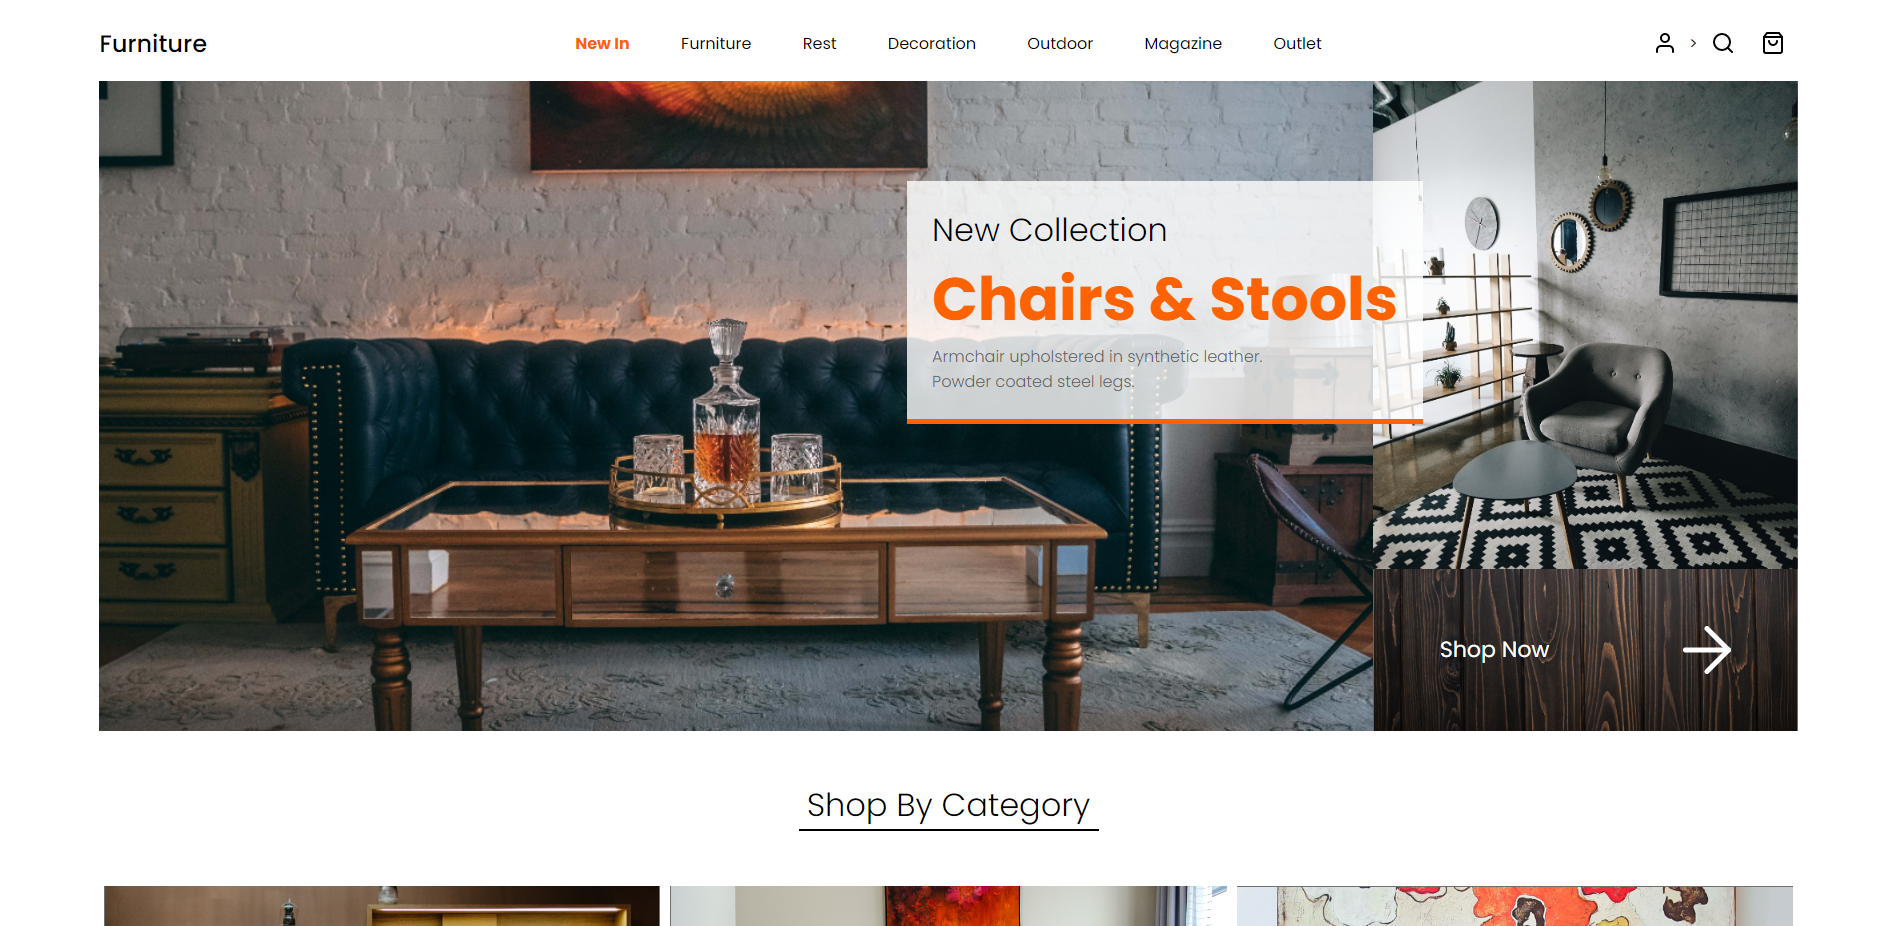 Furniture
New In
Furniture
Rest
Decoration
Outdoor
Magazine
Outlet
>
New Collection
Chairs & Stools
Armchair upholstered in synthetic leather.
Powder coated steel legs.
Shop Now
Shop By Category